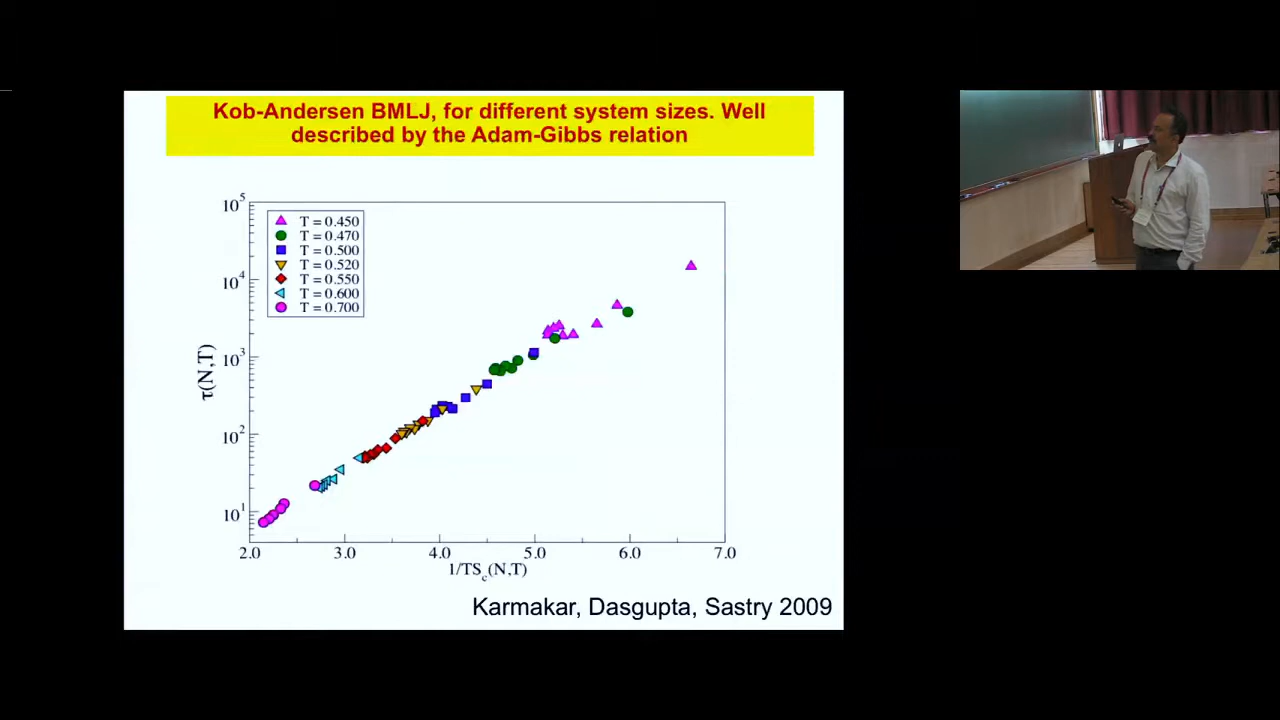 Kob-Andersen BMLJ, for different system sizes. Well
described by the Adam-Gibbs relation
10^5
10^4
10^3
10^2
10^1
τ(N,T)
T = 0.450
T = 0.470
T = 0.500
T = 0.520
T = 0.550
T = 0.600
T = 0.700
2.0 3.0 4.0 5.0 6.0 7.0
1/TS_c(N,T)
Karmakar, Dasgupta, Sastry 2009